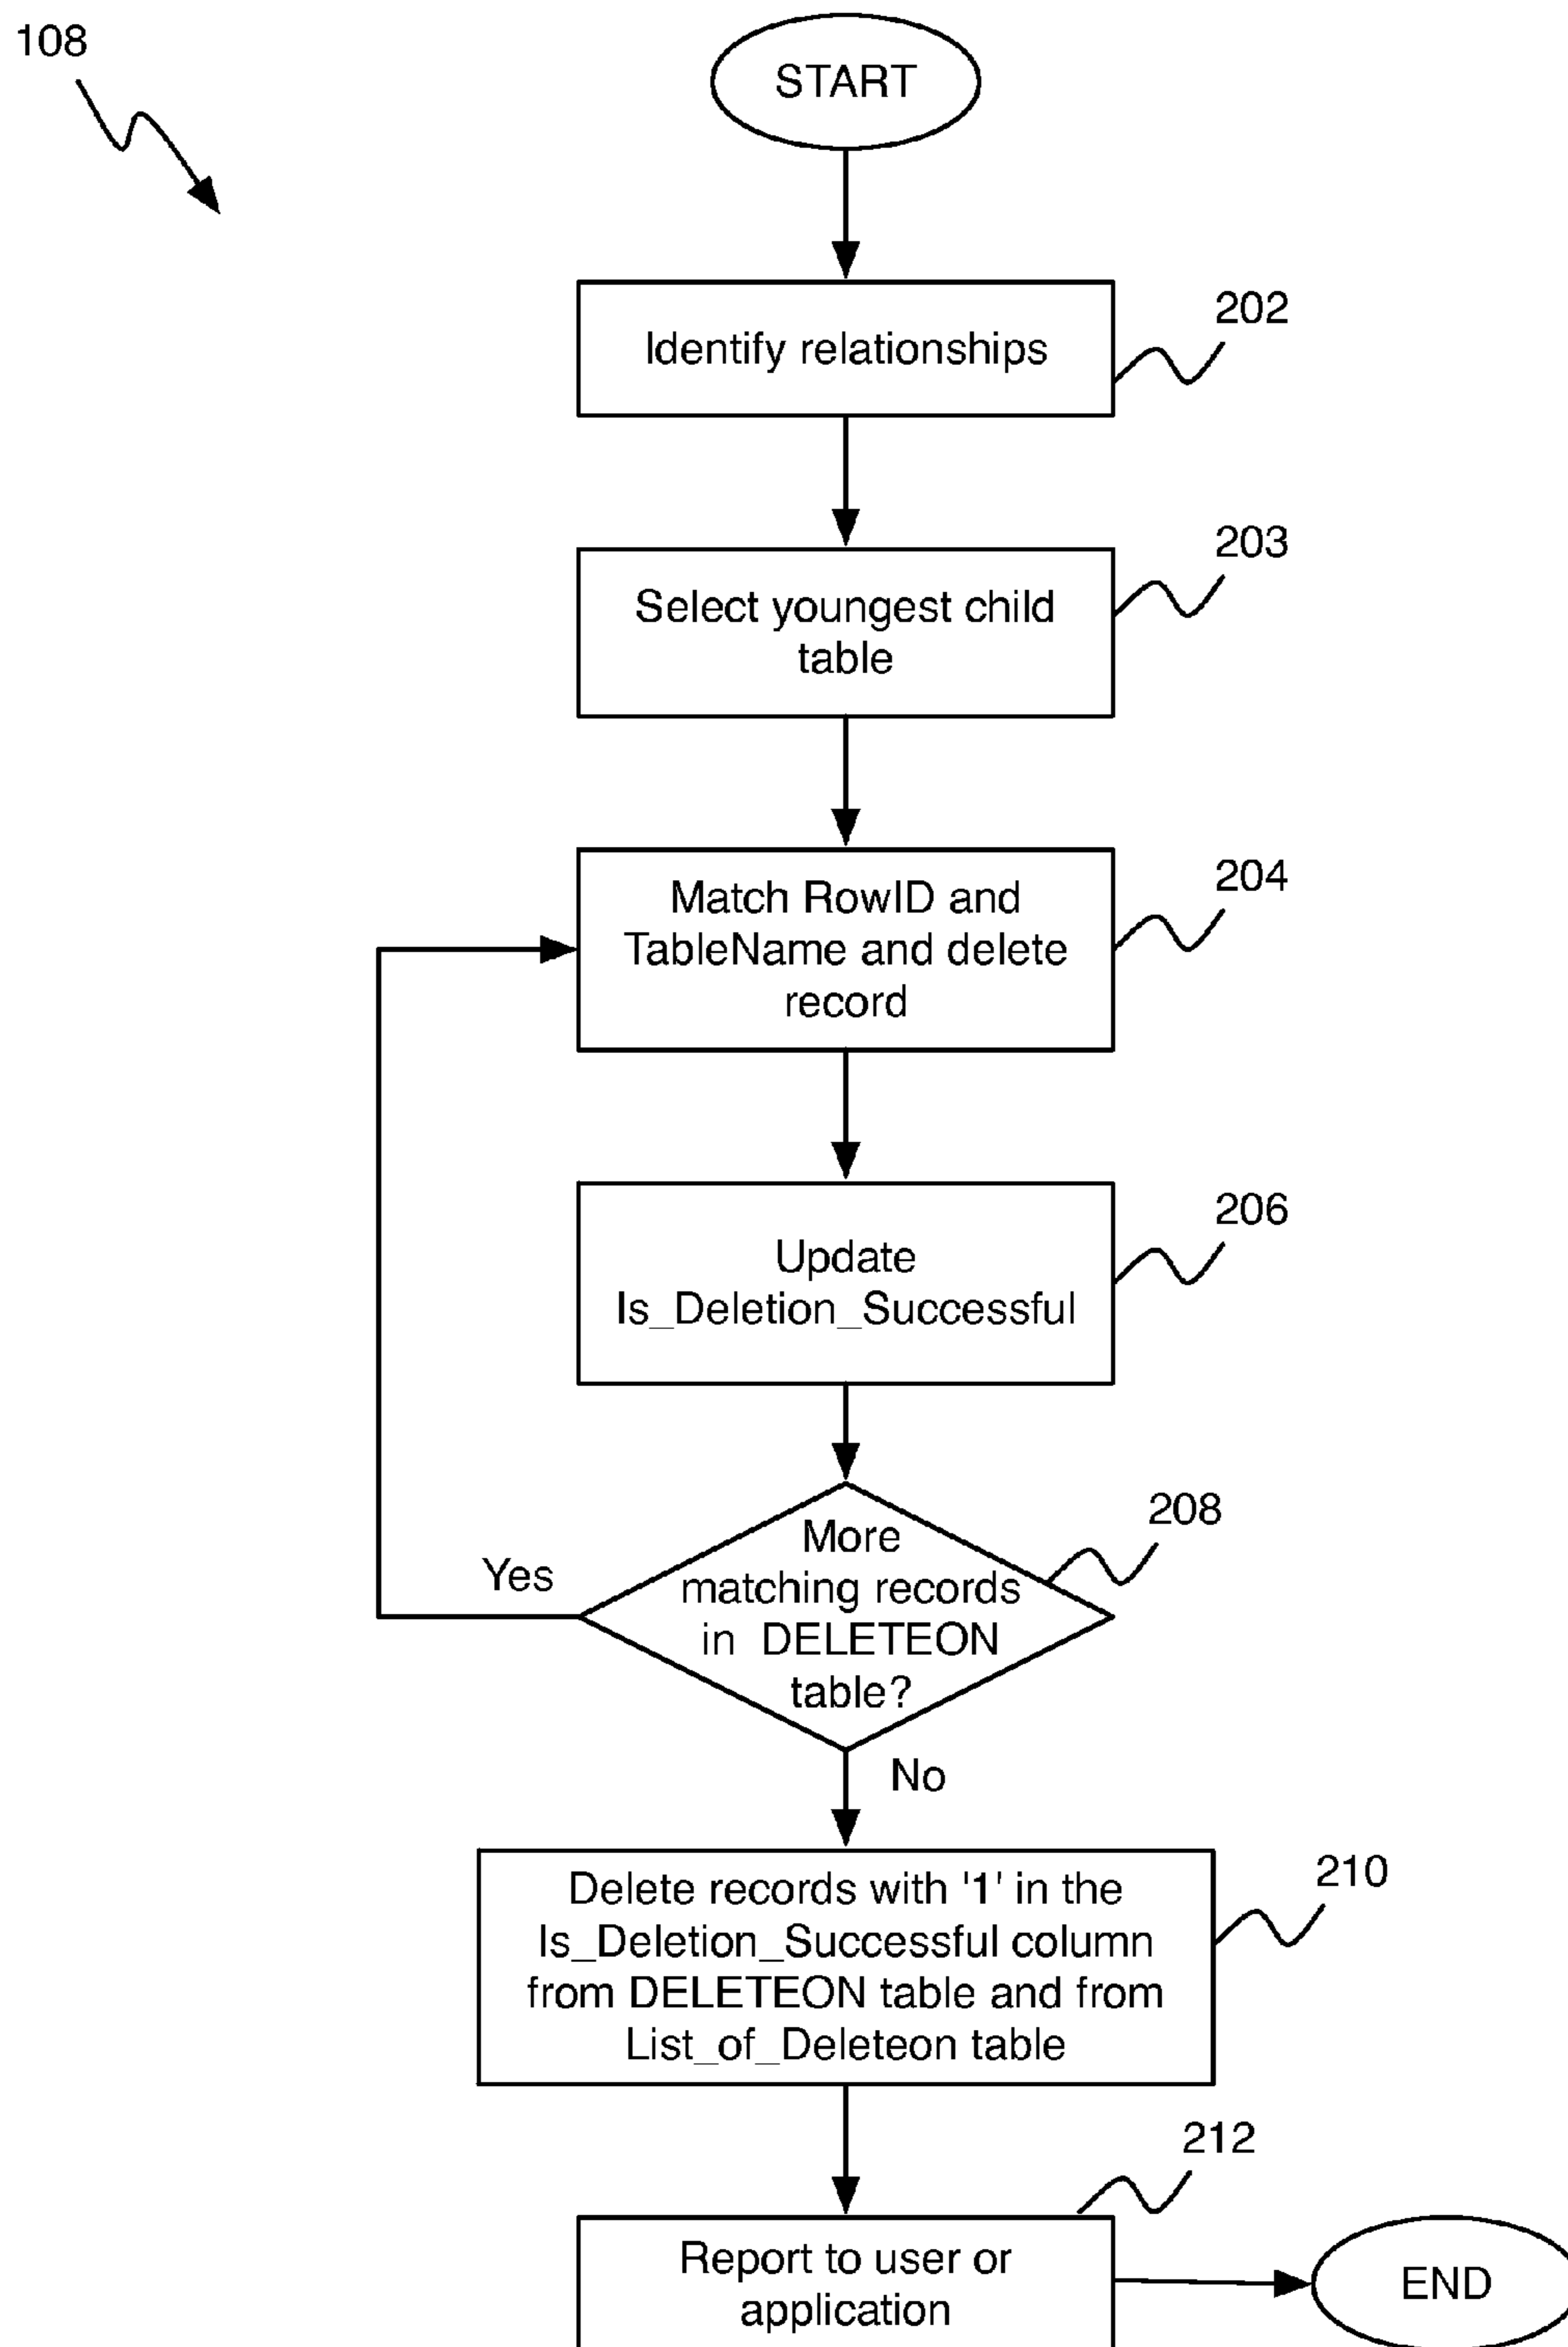 108
START
Identify relationships
202
Select youngest child
table
203
Match RowID and
TableName and delete
record
204
Update
Is_Deletion_Successful
206
More
matching records
in DELETEON
table?
208
Yes
No
Delete records with '1' in the
Is_Deletion_Successful column
from DELETEON table and from
List_of_Deleteon table
210
212
Report to user or
application
END